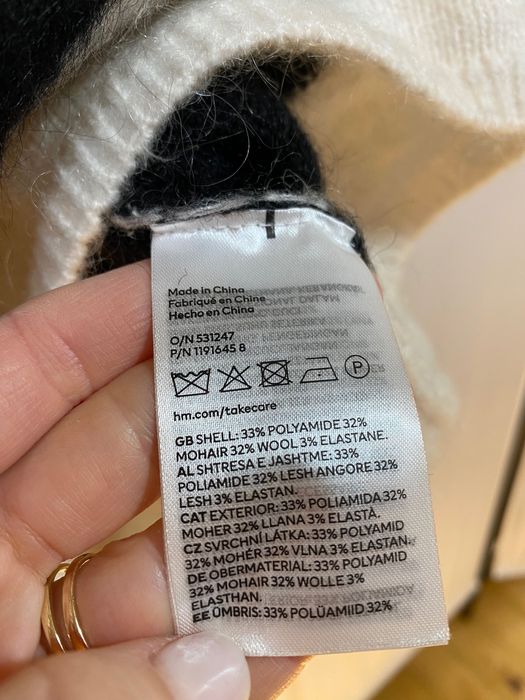 Made in China
Fabriqué en Chine
Hecho en China
O/N 531247
P/N 1191645 8
P
hm.com/takecare
GB SHELL: 33% POLYAMIDE 32%
MOHAIR 32% WOOL 3% ELASTANE.
AL SHTRESA E JASHTME: 33%
POLIAMIDE 32% LESH ANGORE 32%
LESH 3% ELASTAN.
CAT EXTERIOR: 33% POLIAMIDA 32%
MOHER 32% LLANA 3% ELASTÀ.
CZ SVRCHNÍ LÁTKA: 33% POLYAMID
32% MOHÉR 32% VLNA 3% ELASTAN.
DE OBERMATERIAL: 33% POLYAMID
32% MOHAIR 32% WOLLE 3%
ELASTHAN.
EE ÜMBRIS: 33% POLÜAMIID 32%